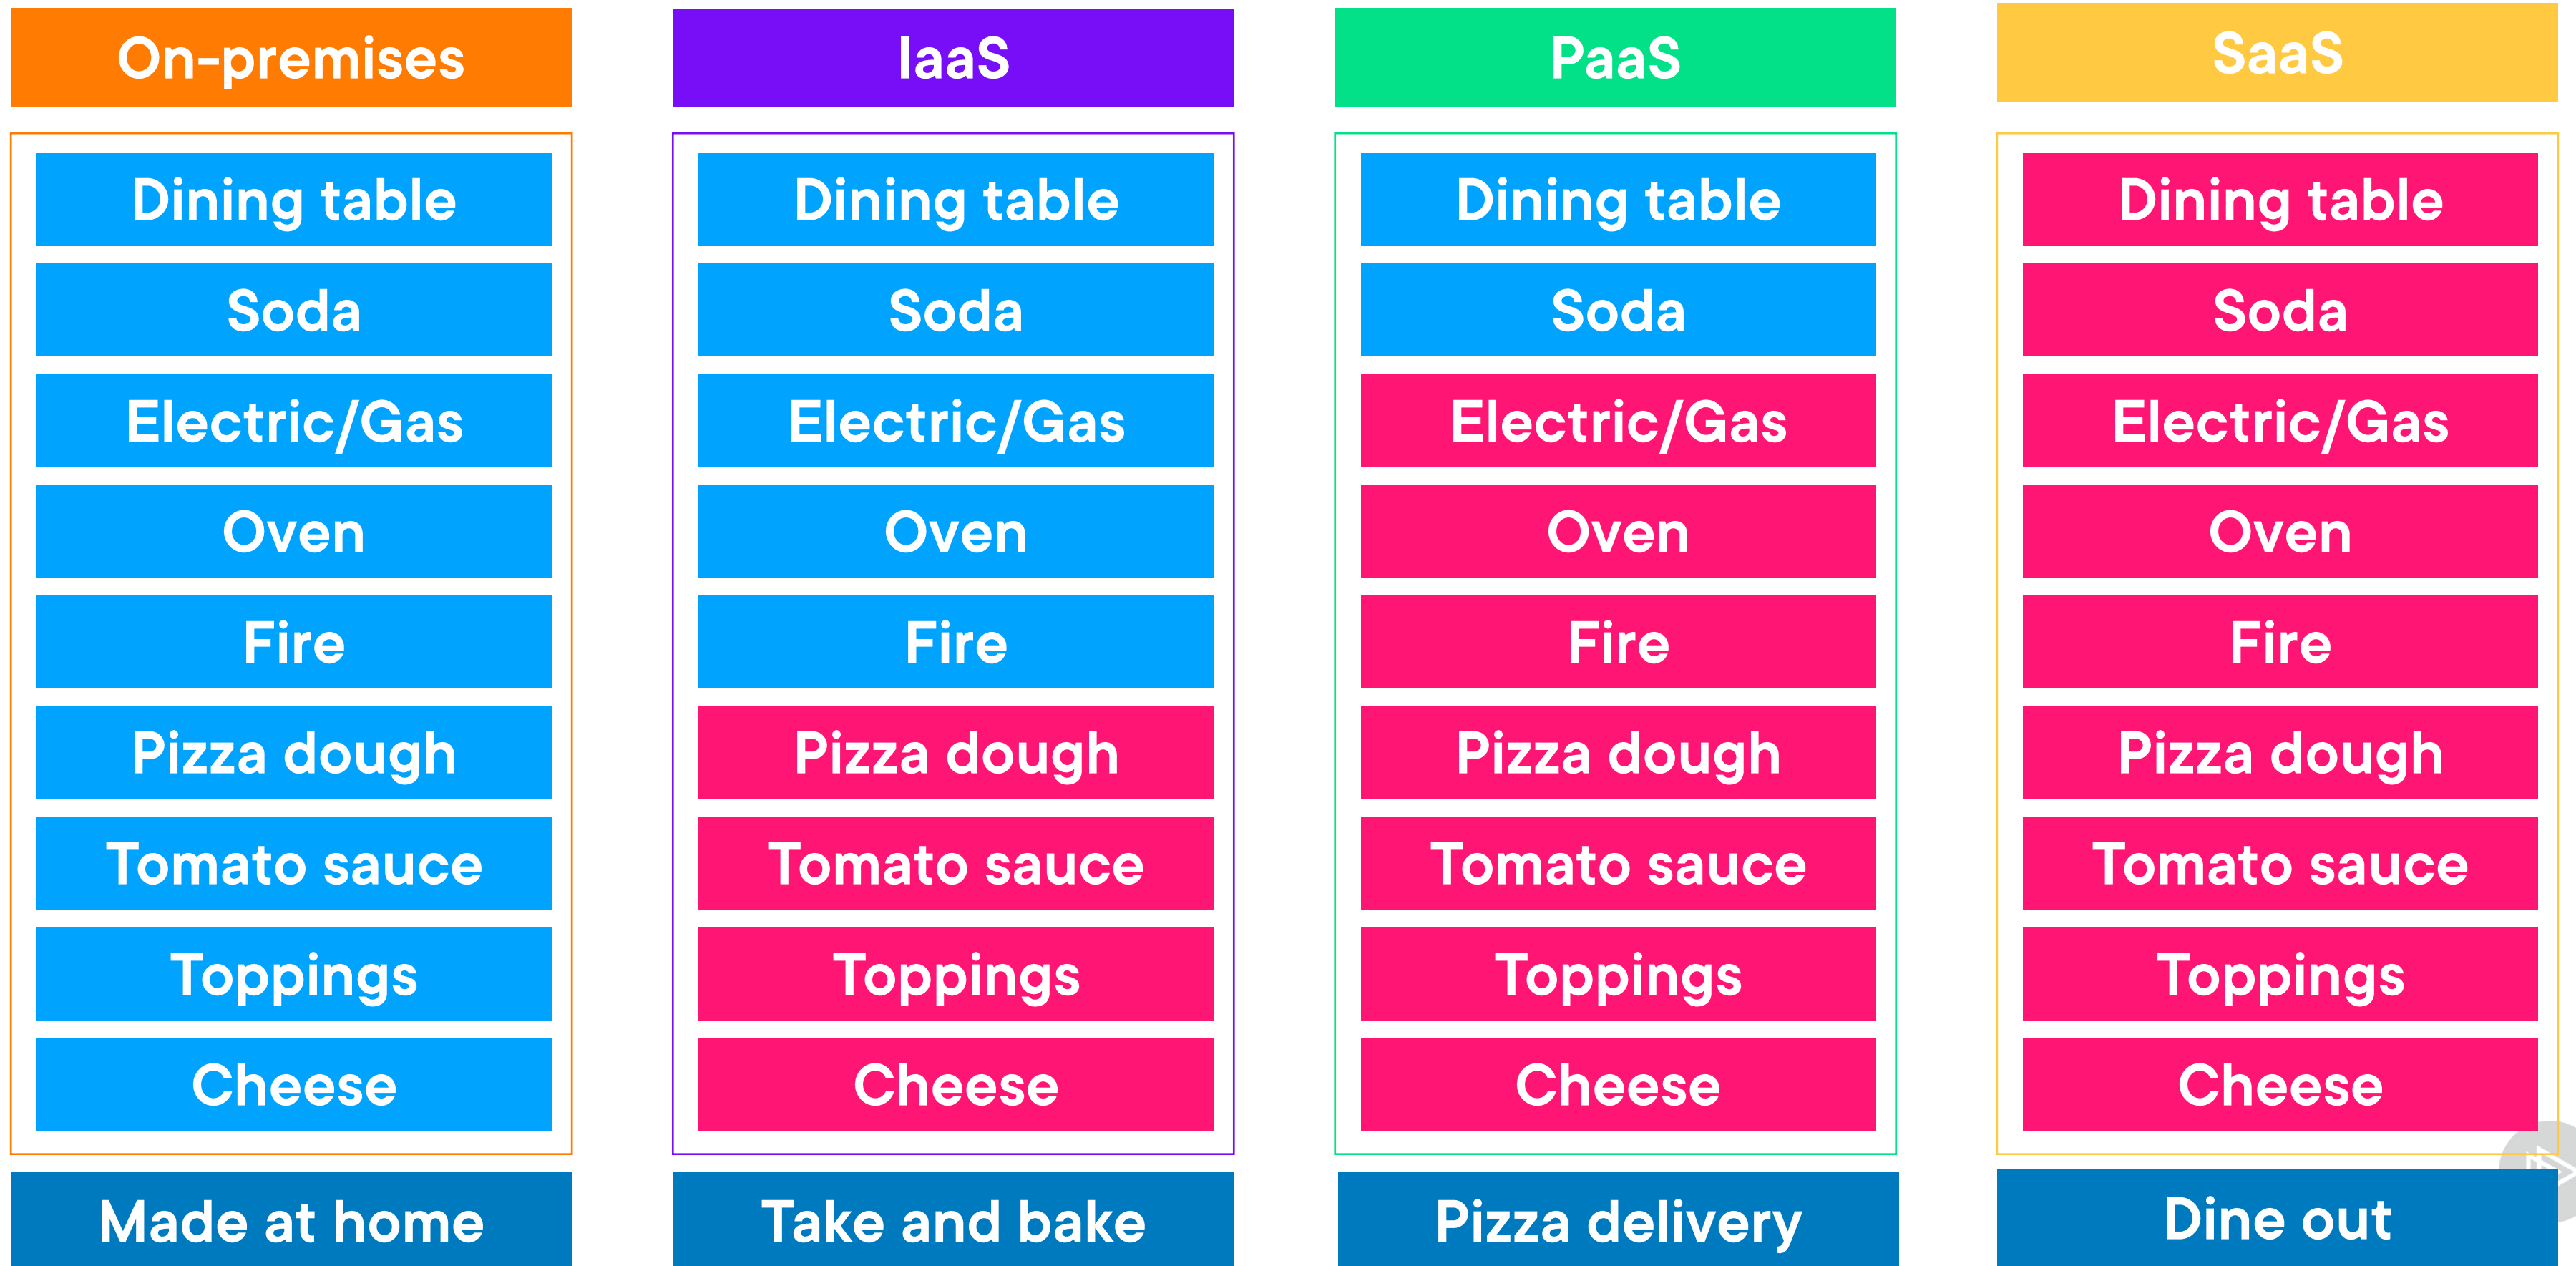 On-premises
Dining table
Soda
Electric/Gas
Oven
Fire
Pizza dough
Tomato sauce
Toppings
Cheese
Made at home
IaaS
Dining table
Soda
Electric/Gas
Oven
Fire
Pizza dough
Tomato sauce
Toppings
Cheese
Take and bake
PaaS
Dining table
Soda
Electric/Gas
Oven
Fire
Pizza dough
Tomato sauce
Toppings
Cheese
Pizza delivery
SaaS
Dining table
Soda
Electric/Gas
Oven
Fire
Pizza dough
Tomato sauce
Toppings
Cheese
Dine out